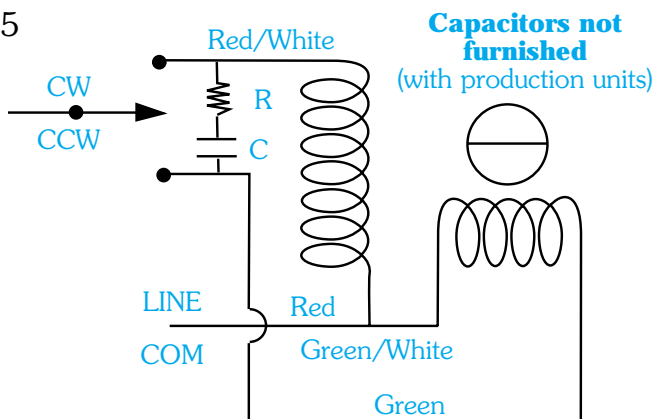 5
Red/White
Capacitors not
furnished
(with production units)
CW
CCW
R
C
LINE
Red
COM
Green/White
Green